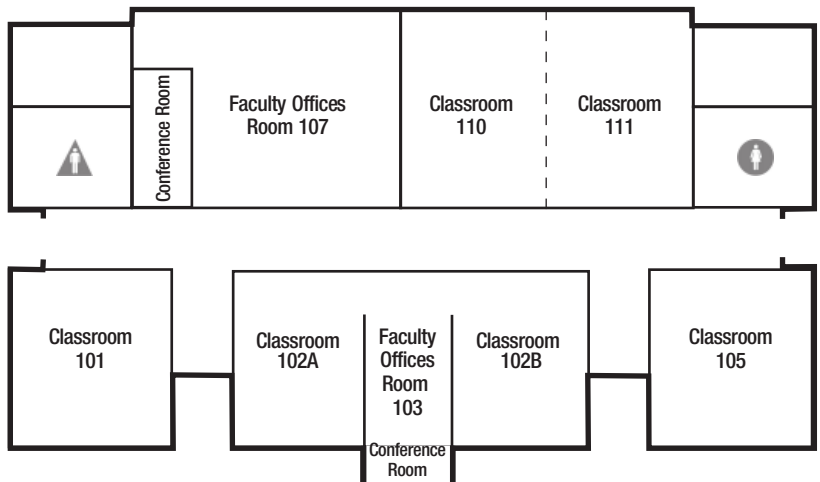 Conference Room
Faculty Offices
Room 107
Classroom
110
Classroom
111
Classroom
101
Classroom
102A
Faculty
Offices
Room
103
Conference
Room
Classroom
102B
Classroom
105